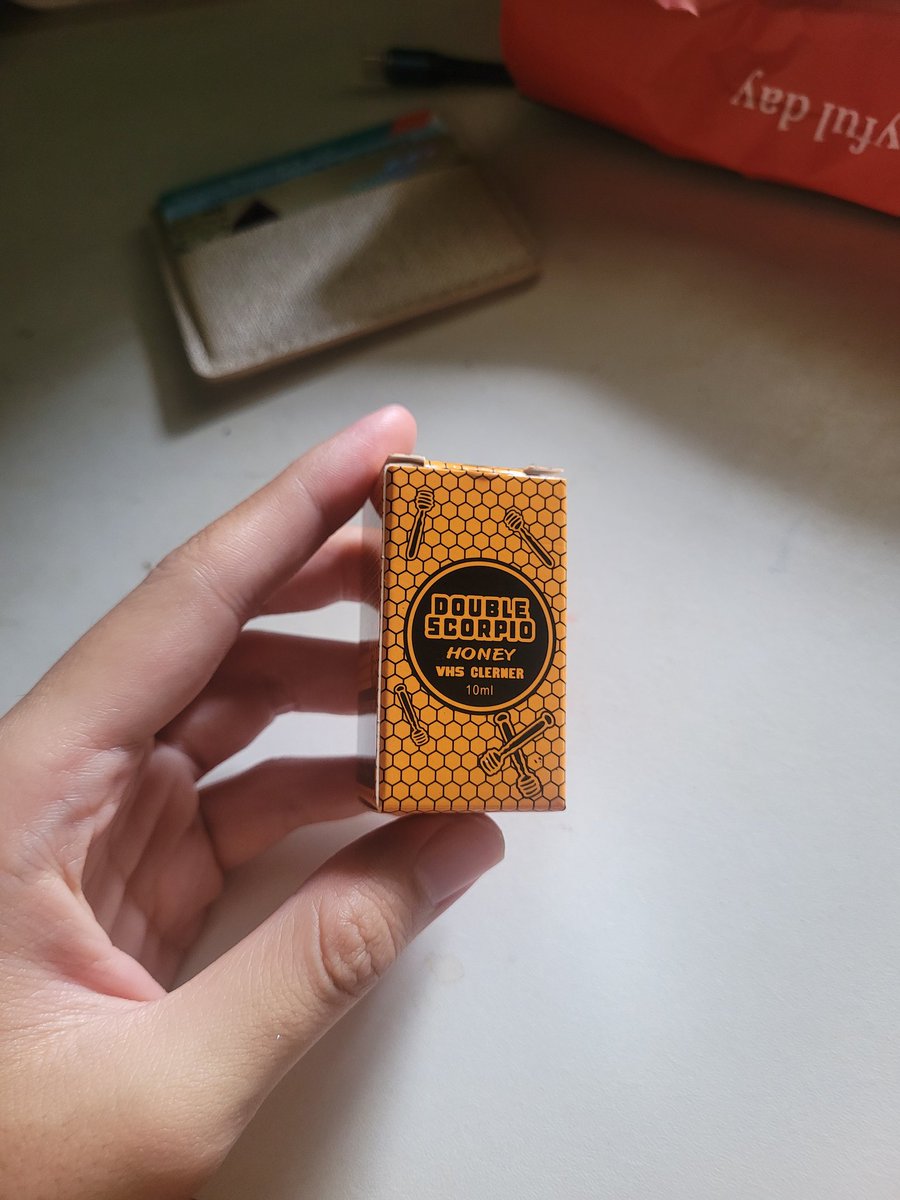 yful day
DOUBLE
SCORPIO
HONEY
VHS CLERNER
10ml